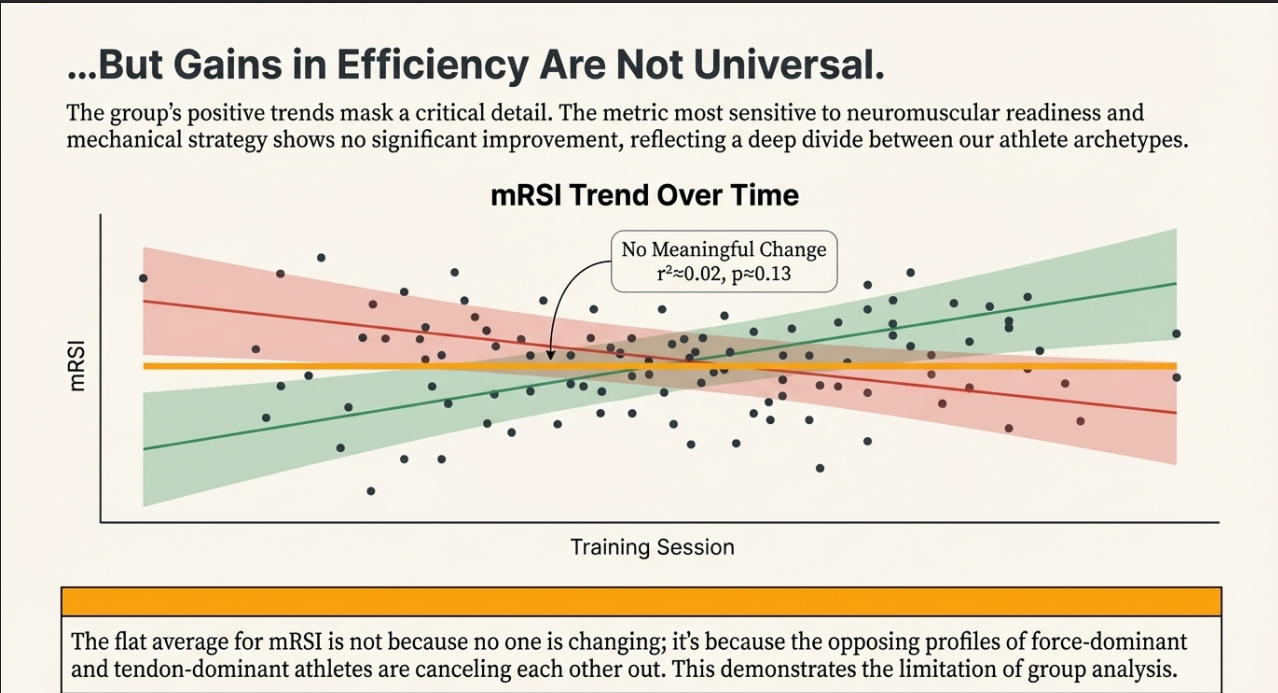 ...But Gains in Efficiency Are Not Universal.
The group’s positive trends mask a critical detail. The metric most sensitive to neuromuscular readiness and
mechanical strategy shows no significant improvement, reflecting a deep divide between our athlete archetypes.
mRSI Trend Over Time
No Meaningful Change
r²≈0.02, p≈0.13
mRSI
Training Session
The flat average for mRSI is not because no one is changing; it’s because the opposing profiles of force-dominant
and tendon-dominant athletes are canceling each other out. This demonstrates the limitation of group analysis.